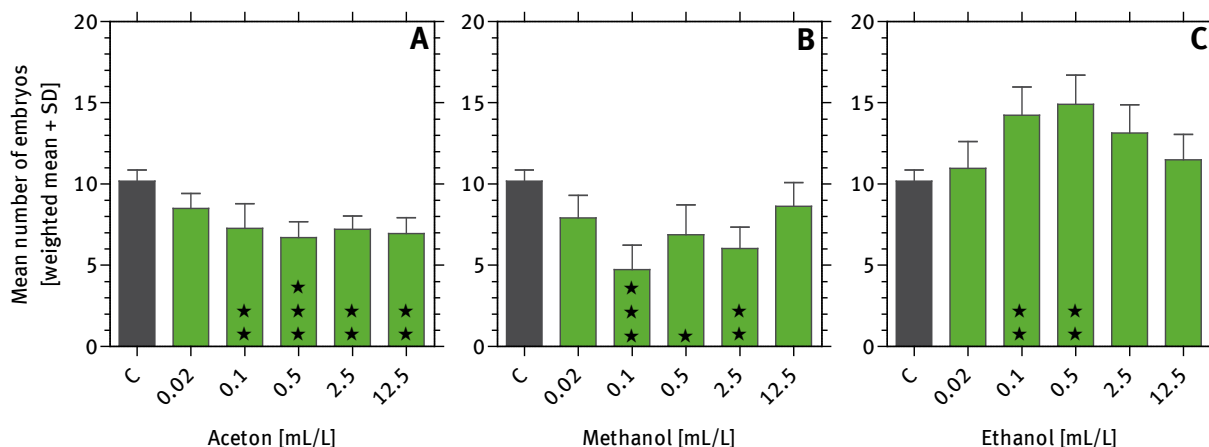 Mean number of embryos
[weighted mean + SD]
20
15
10
5
0
A
C
0.02
0.1
0.5
2.5
12.5
Aceton [mL/L]
20
15
10
5
0
B
C
0.02
0.1
0.5
2.5
12.5
Methanol [mL/L]
20
15
10
5
0
C
C
0.02
0.1
0.5
2.5
12.5
Ethanol [mL/L]